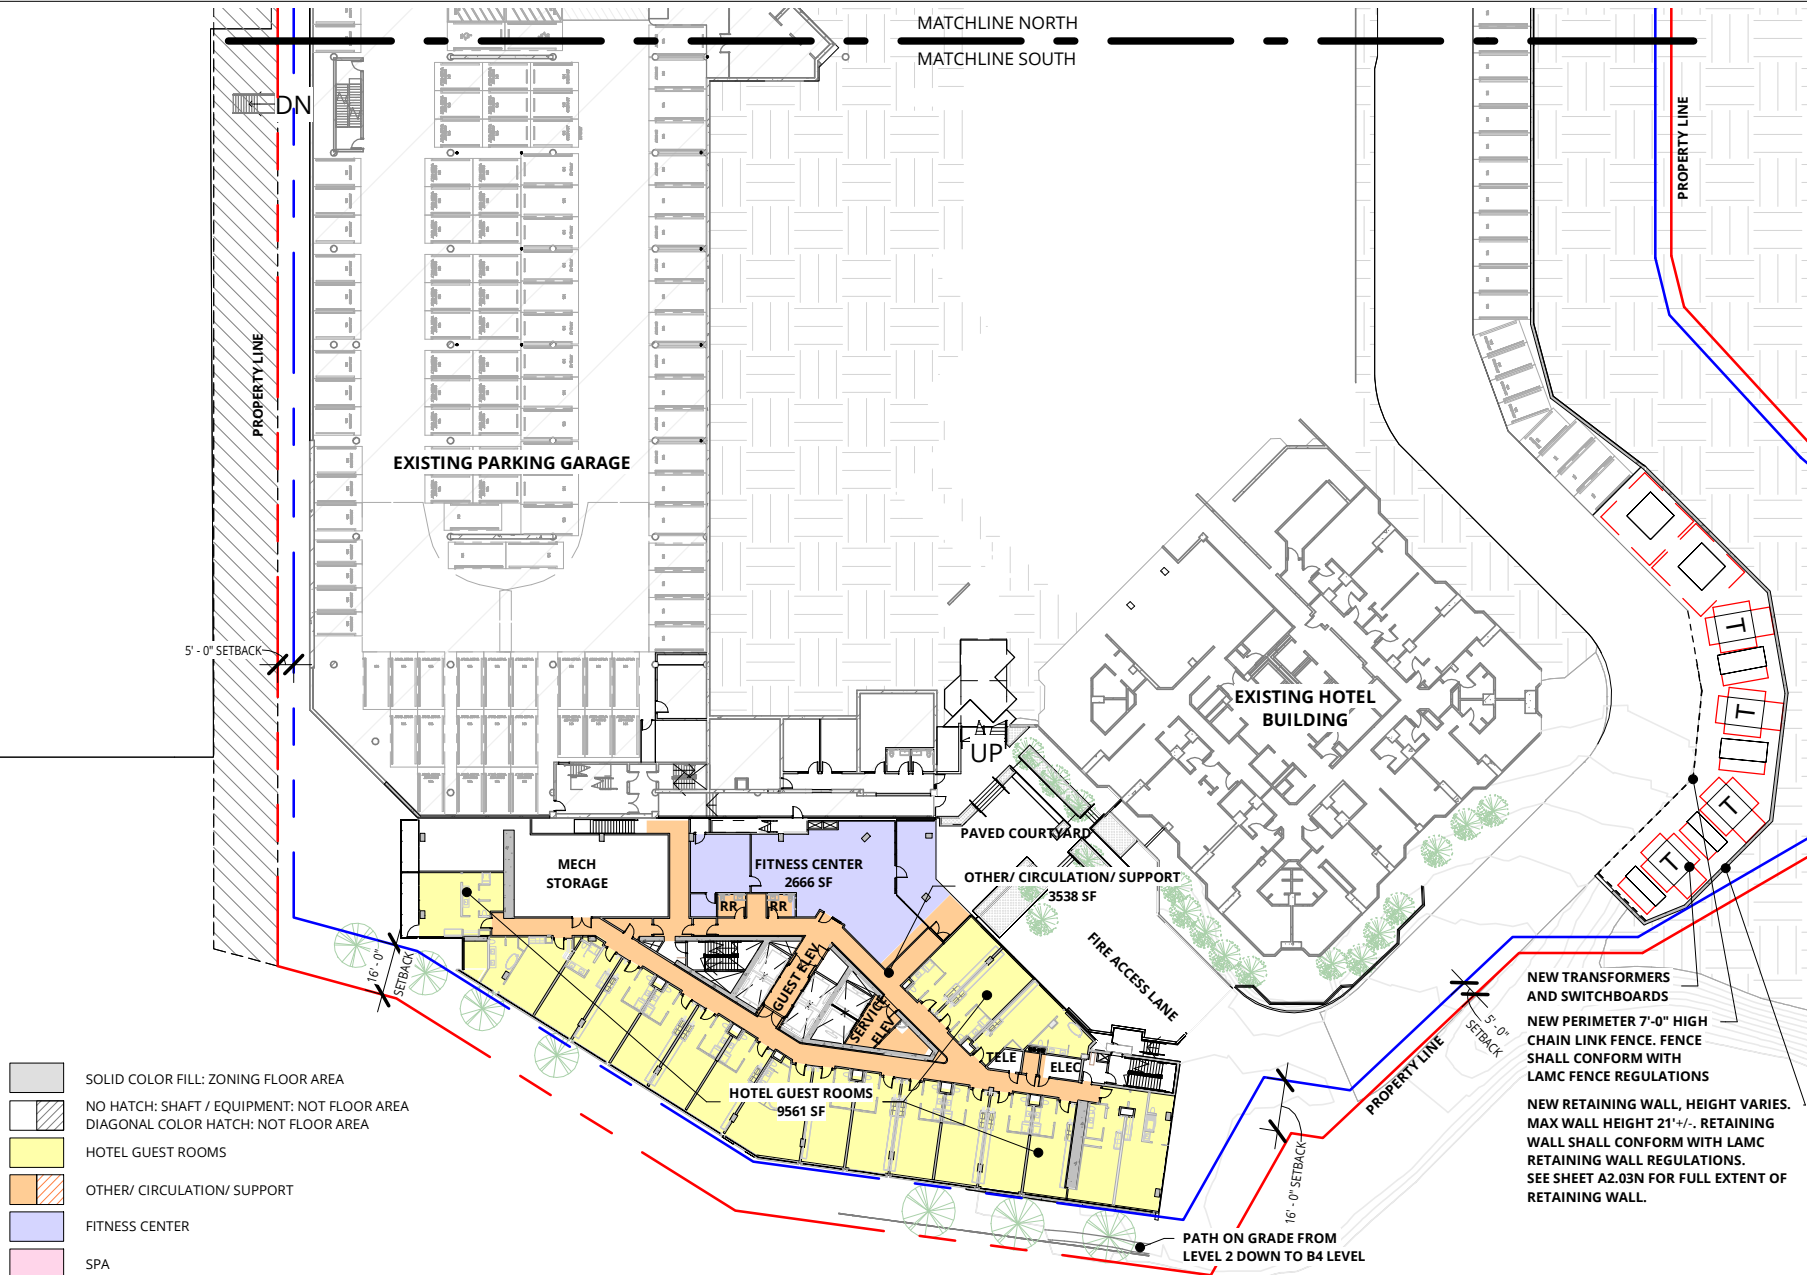 MATCHLINE NORTH
MATCHLINE SOUTH
DN
PROPERTY LINE
PROPERTY LINE
EXISTING PARKING GARAGE
5' - 0" SETBACK
EXISTING HOTEL
BUILDING
UP
T
T
T
T
PAVED COURTYARD
MECH
STORAGE
FITNESS CENTER
2666 SF
OTHER/ CIRCULATION/ SUPPORT
3538 SF
RR
RR
FIRE ACCESS LANE
16' - 0"
SETBACK
GUEST ELEV
SERVICE
ELEV
TELE
ELEC
HOTEL GUEST ROOMS
9561 SF
5' - 0"
SETBACK
PROPERTY LINE
16' - 0" SETBACK
NEW TRANSFORMERS
AND SWITCHBOARDS
NEW PERIMETER 7'-0" HIGH
CHAIN LINK FENCE. FENCE
SHALL CONFORM WITH
LAMC FENCE REGULATIONS
NEW RETAINING WALL, HEIGHT VARIES.
MAX WALL HEIGHT 21'+/-. RETAINING
WALL SHALL CONFORM WITH LAMC
RETAINING WALL REGULATIONS.
SEE SHEET A2.03N FOR FULL EXTENT OF
RETAINING WALL.
PATH ON GRADE FROM
LEVEL 2 DOWN TO B4 LEVEL
SOLID COLOR FILL: ZONING FLOOR AREA
NO HATCH: SHAFT / EQUIPMENT: NOT FLOOR AREA
DIAGONAL COLOR HATCH: NOT FLOOR AREA
HOTEL GUEST ROOMS
OTHER/ CIRCULATION/ SUPPORT
FITNESS CENTER
SPA